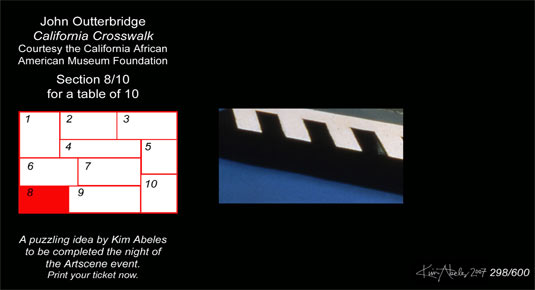 John Outterbridge
California Crosswalk
Courtesy the California African
American Museum Foundation
Section 8/10
for a table of 10
1
2
3
4
5
6
7
8
9
10
A puzzling idea by Kim Abeles
to be completed the night of
the Artscene event.
Print your ticket now.
Kim Abeles 2007 298/600